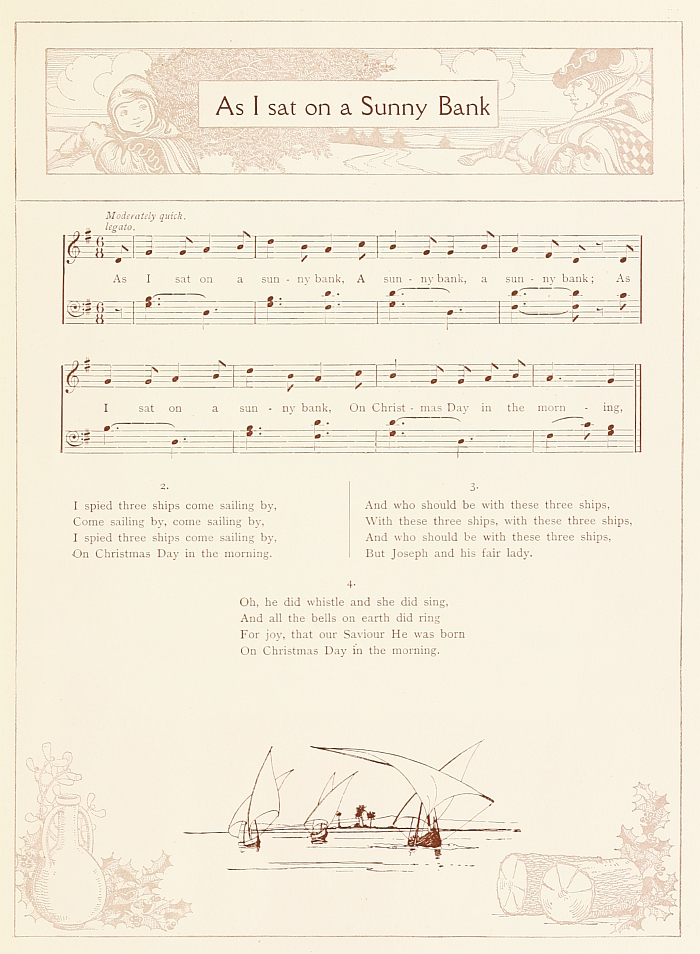 As I sat on a Sunny Bank
Moderately quick.
legato.
As I sat on a sun - ny bank, A sun - ny bank, a sun - ny bank; As
I sat on a sun - ny bank, On Christ - mas Day in the morn - ing,
2.
I spied three ships come sailing by,
Come sailing by, come sailing by,
I spied three ships come sailing by,
On Christmas Day in the morning.
3.
And who should be with these three ships,
With these three ships, with these three ships,
And who should be with these three ships,
But Joseph and his fair lady.
4.
Oh, he did whistle and she did sing,
And all the bells on earth did ring
For joy, that our Saviour He was born
On Christmas Day in the morning.